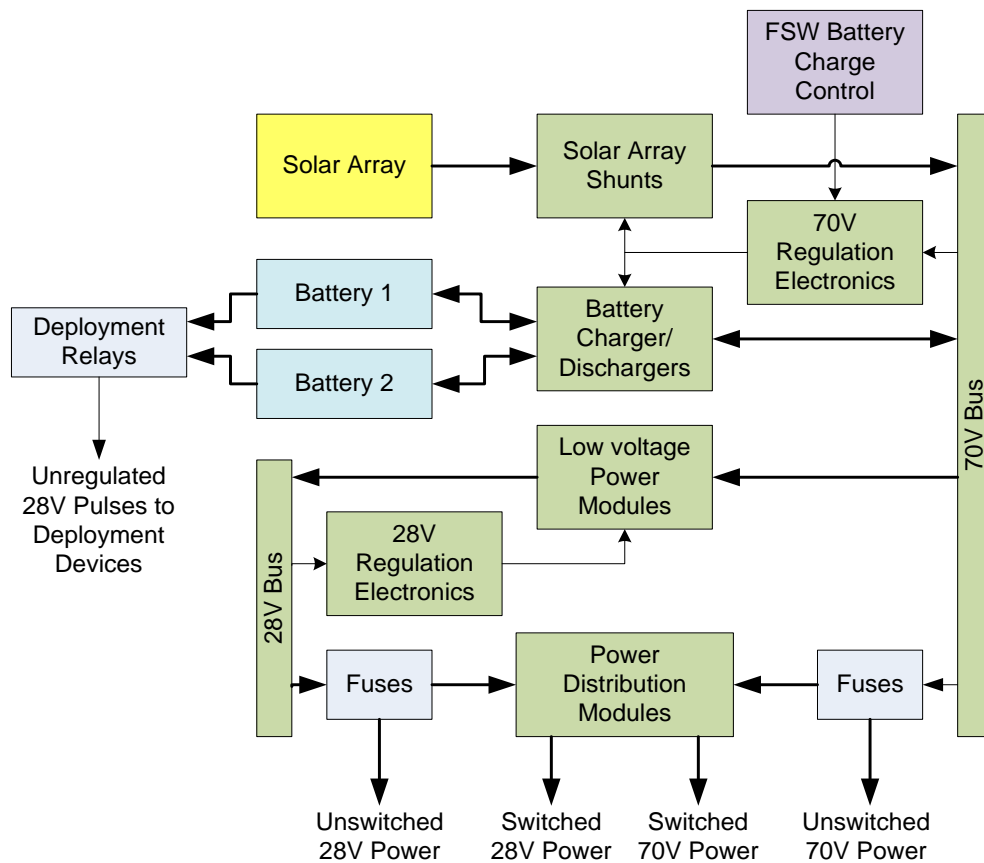 FSW Battery
Charge
Control
Solar Array
Solar Array
Shunts
70V
Regulation
Electronics
Battery 1
Battery
Charger/
Dischargers
Deployment
Relays
Battery 2
70V Bus
Unregulated
28V Pulses to
Deployment
Devices
Low voltage
Power
Modules
28V Bus
28V
Regulation
Electronics
Fuses
Power
Distribution
Modules
Fuses
Unswitched
28V Power
Switched
28V Power
Switched
70V Power
Unswitched
70V Power